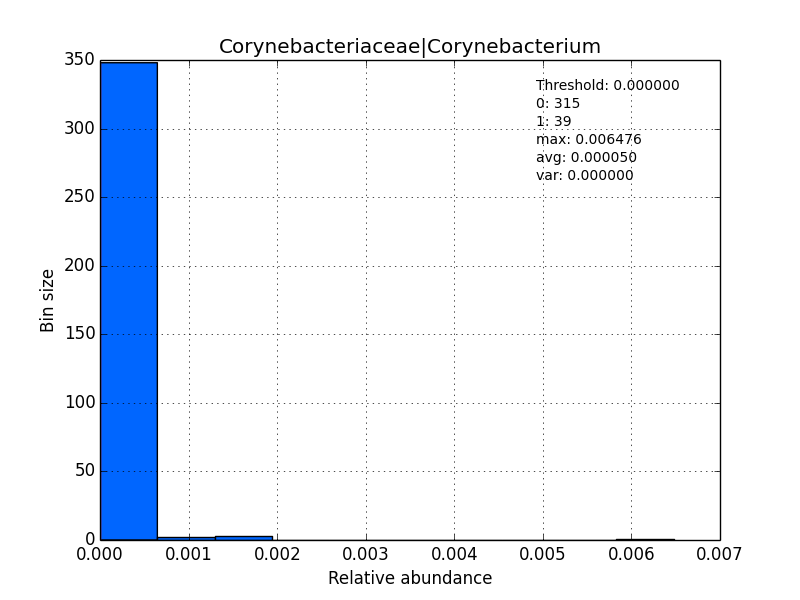 Corynebacteriaceae|Corynebacterium
350
300
250
200
150
100
50
0
Bin size
Threshold: 0.000000
0: 315
1: 39
max: 0.006476
avg: 0.000050
var: 0.000000
0.000 0.001 0.002 0.003 0.004 0.005 0.006 0.007
Relative abundance